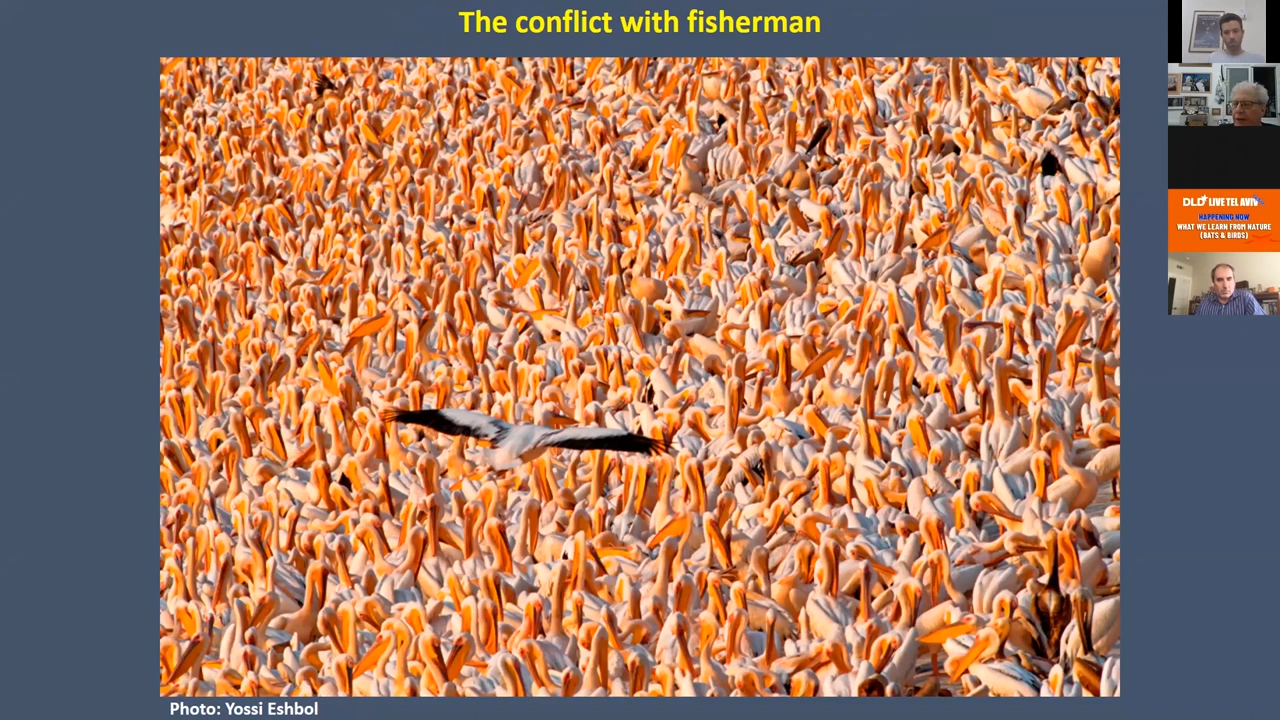 The conflict with fisherman
DLD LIVE TEL AVIV
HAPPENING NOW
WHAT WE LEARN FROM NATURE
(BATS & BIRDS)
Photo: Yossi Eshbol